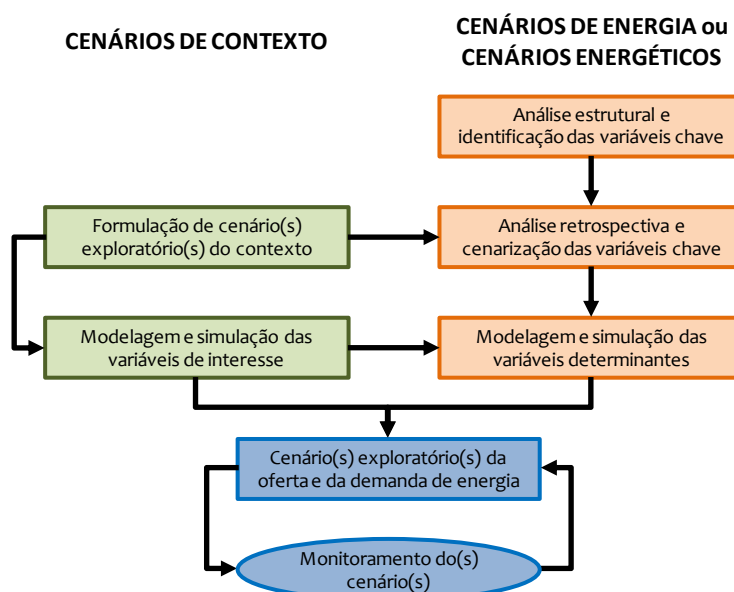 CENÁRIOS DE CONTEXTO
CENÁRIOS DE ENERGIA ou
CENÁRIOS ENERGÉTICOS
Análise estrutural e
identificação das variáveis chave
Formulação de cenário(s)
exploratório(s) do contexto
Análise retrospectiva e
cenarização das variáveis chave
Modelagem e simulação das
variáveis de interesse
Modelagem e simulação das
variáveis determinantes
Cenário(s) exploratório(s) da
oferta e da demanda de energia
Monitoramento do(s)
cenário(s)